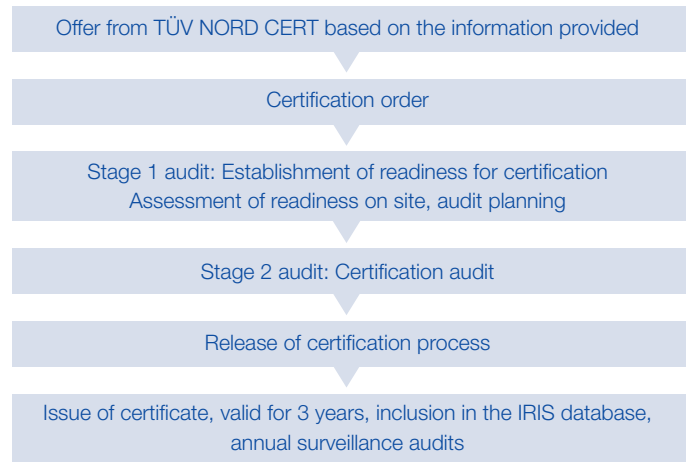 Offer from TÜV NORD CERT based on the information provided
Certification order
Stage 1 audit: Establishment of readiness for certification
Assessment of readiness on site, audit planning
Stage 2 audit: Certification audit
Release of certification process
Issue of certificate, valid for 3 years, inclusion in the IRIS database,
annual surveillance audits